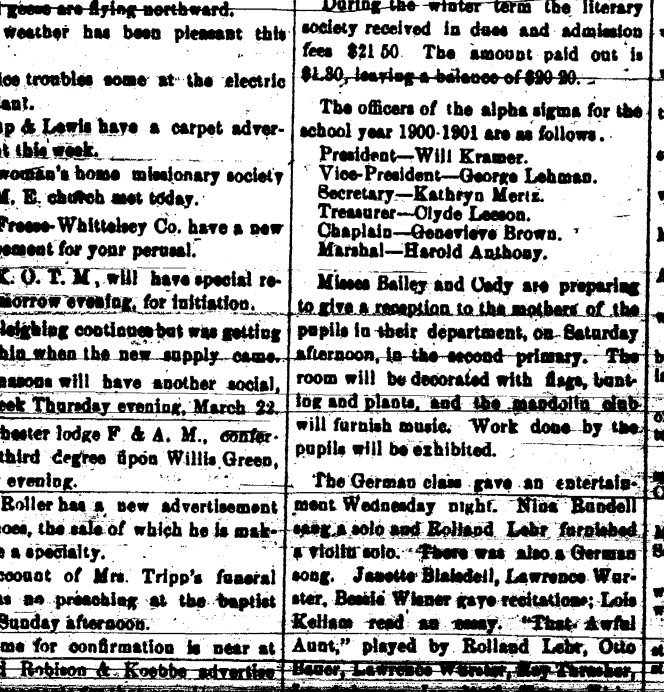 geese are flying northward.
weather has been pleasant this
ice troubles some at the electric
ant.
p & Lewis have a carpet adver-
t this week.
woman's home missionary society
M. E. church met today.
Freese-Whittelsey Co. have a new
ement for your perusal.
K. O. T. M, will have special re-
morrow evening, for initiation.
leighing continues but was getting
hin when the new supply came.
masons will have another social,
eek Thursday evening, March 22.
hester lodge F & A. M., confer-
third degree upon Willis Green,
evening.
Roller has a new advertisement
oes, the sale of which he is mak-
a specialty.
ccount of Mrs. Tripp's funeral
as no preaching at the baptist
Sunday afternoon.
me for confirmation is near at
Robison & Koebbe advertise
During the winter term the literary
society received in dues and admission
fees $21 50. The amount paid out is
$1.30, leaving a balance of $20 20.
The officers of the alpha sigma for the
school year 1900-1901 are as follows.
President—Will Kramer.
Vice-President—George Lehman.
Secretary—Kathryn Mertz.
Treasurer—Clyde Leeson.
Chaplain—Genevieve Brown.
Marshal—Harold Anthony.
Misses Bailey and Cady are preparing
to give a reception to the mothers of the
pupils in their department, on Saturday
afternoon, in the second primary. The
room will be decorated with flags, bunt-
ing and plants, and the mandolin club
will furnish music. Work done by the
pupils will be exhibited.
The German class gave an entertain-
ment Wednesday night. Nina Rundell
sang a solo and Rolland Lehr furnished
a violin solo. There was also a German
song. Janette Blaisdell, Lawrence Wur-
ster, Bessie Wisner gave recitations; Lois
Kellam read an essay. "That Awful
Aunt," played by Rolland Lehr, Otto
Bauer, Lawrence Wurster, Roy Thrasher,